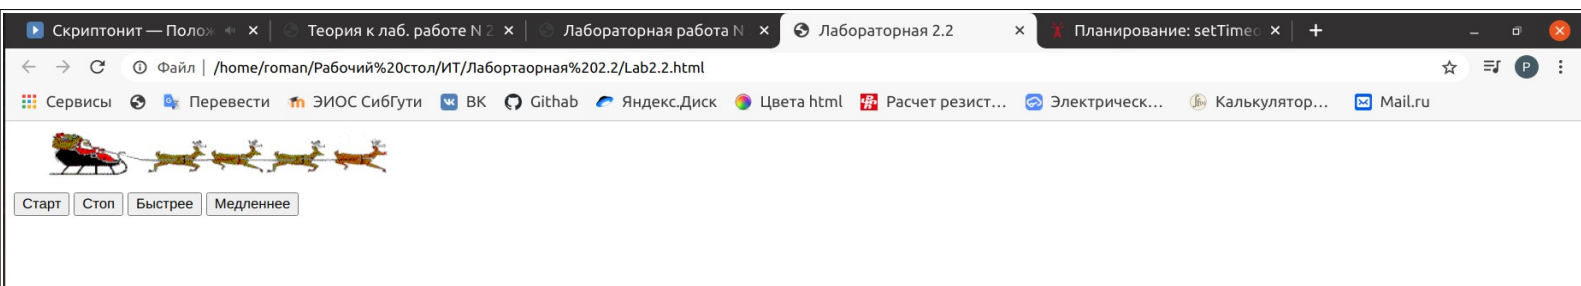 Скриптонит — Полож Теория к лаб. работе N 2 Лабораторная работа N Лабораторная 2.2 Планирование: setTimeo
Файл | /home/roman/Рабочий%20стол/ИТ/Лабортаорная%202.2/Lab2.2.html Р
Сервисы Перевести ЭИОС СибГути ВК Githab Яндекс.Диск Цвета html Расчет резист... Электрическ... Калькулятор... Mail.ru
Старт Стоп Быстрее Медленнее